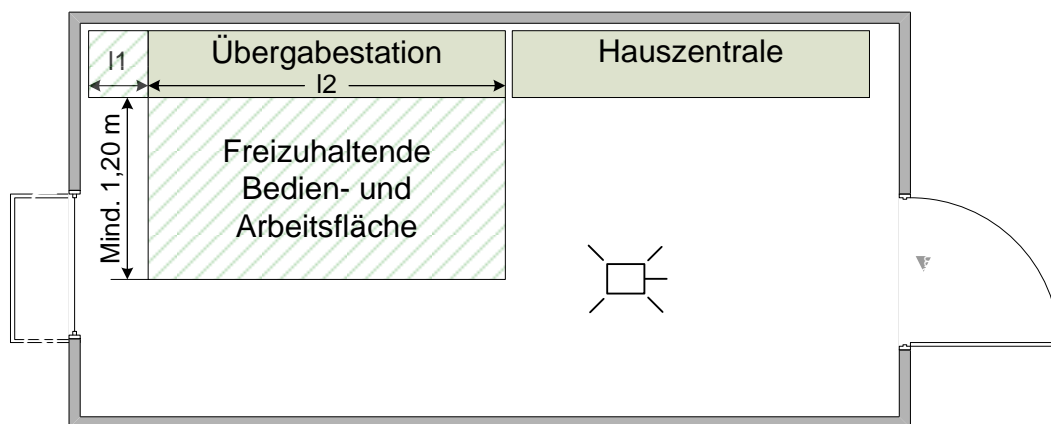 Übergabestation
Hauszentrale
l1
l2
Mind. 1,20 m
Freizuhaltende
Bedien- und
Arbeitsfläche